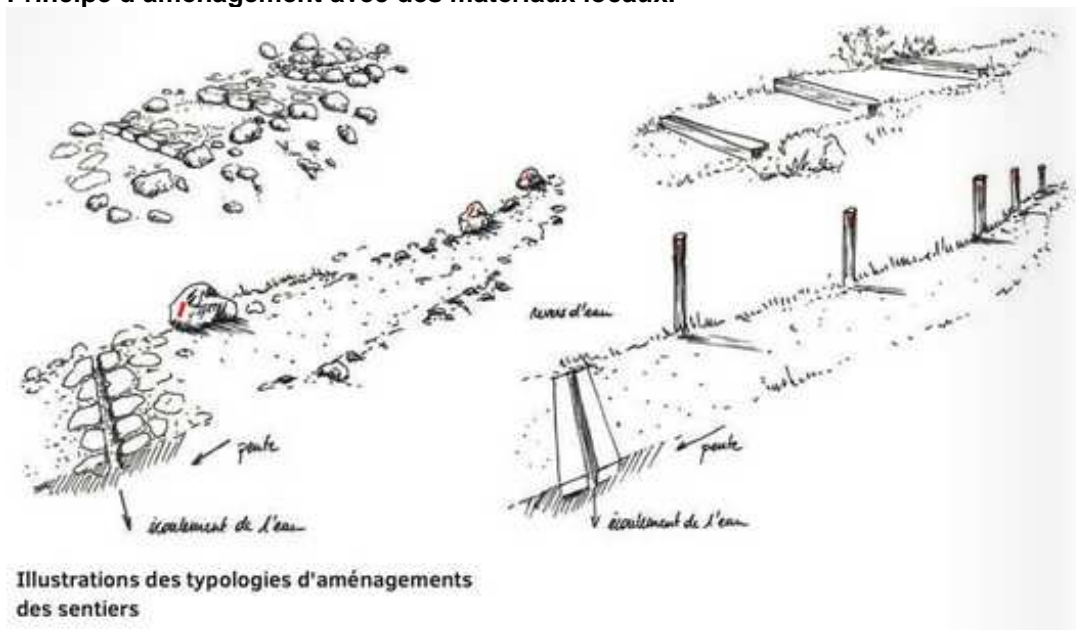 Principe d'aménagement avec des matériaux locaux.
revers d'eau
pente
écoulement de l'eau
pente
écoulement de l'eau
Illustrations des typologies d'aménagements
des sentiers